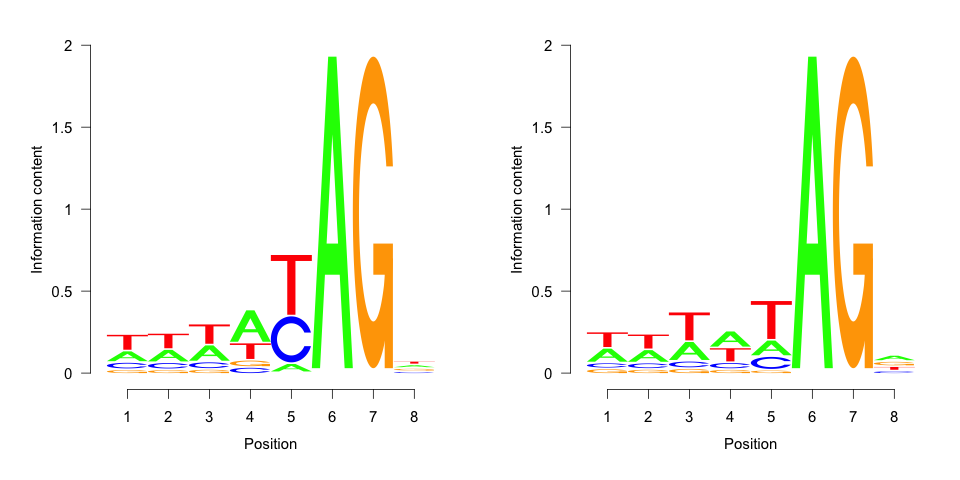 2
1.5
1
0.5
0
Information content
T T T A T A G T
A A A T C A
C C C G A G
G G G C C
1 2 3 4 5 6 7 8
Position
2
1.5
1
0.5
0
Information content
T T T A T A G A
A A A T A G
C C C C C T
G G G G G C
1 2 3 4 5 6 7 8
Position